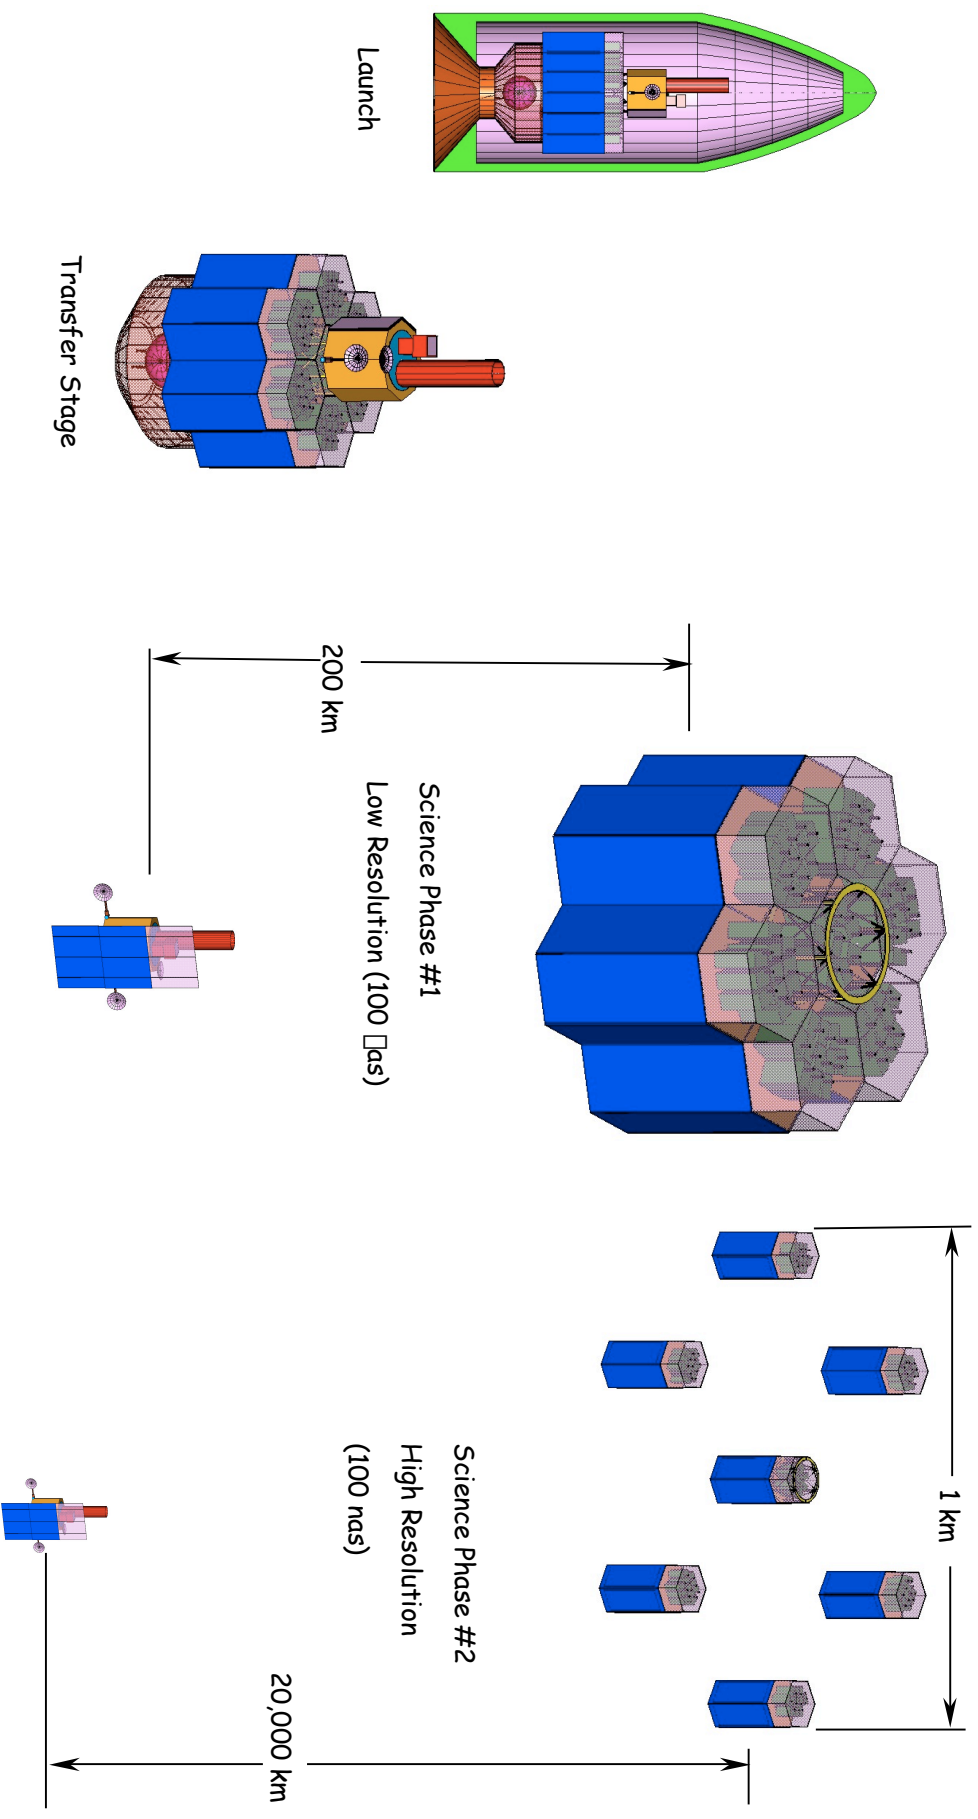 Launch
Transfer Stage
200 km
Science Phase #1
Low Resolution (100 □as)
1 km
Science Phase #2
High Resolution
(100 nas)
20,000 km